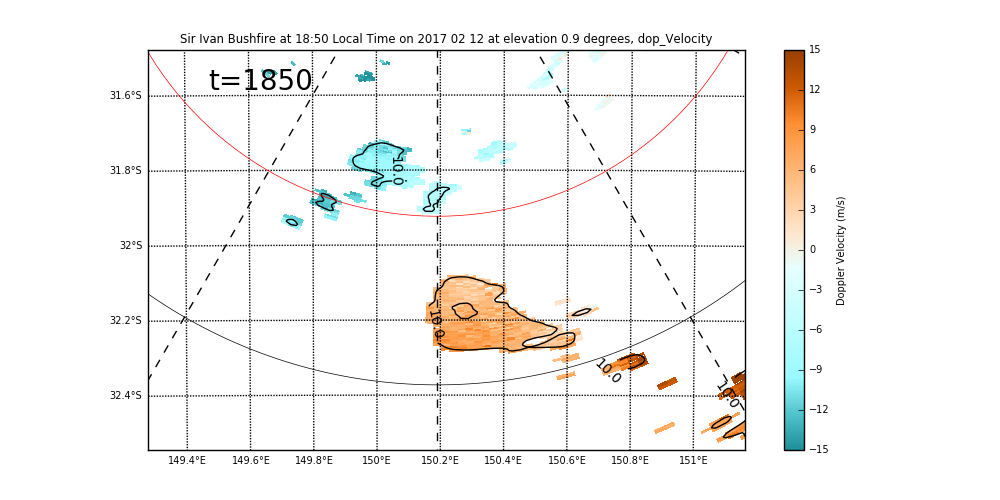 Sir Ivan Bushfire at 18:50 Local Time on 2017 02 12 at elevation 0.9 degrees, dop_Velocity
t=1850
31.6°S
31.8°S
32°S
32.2°S
32.4°S
10.0
10.0
10.0
10.0
149.4°E 149.6°E 149.8°E 150°E 150.2°E 150.4°E 150.6°E 150.8°E 151°E
15
12
9
6
3
0
−3
−6
−9
−12
−15
Doppler Velocity (m/s)